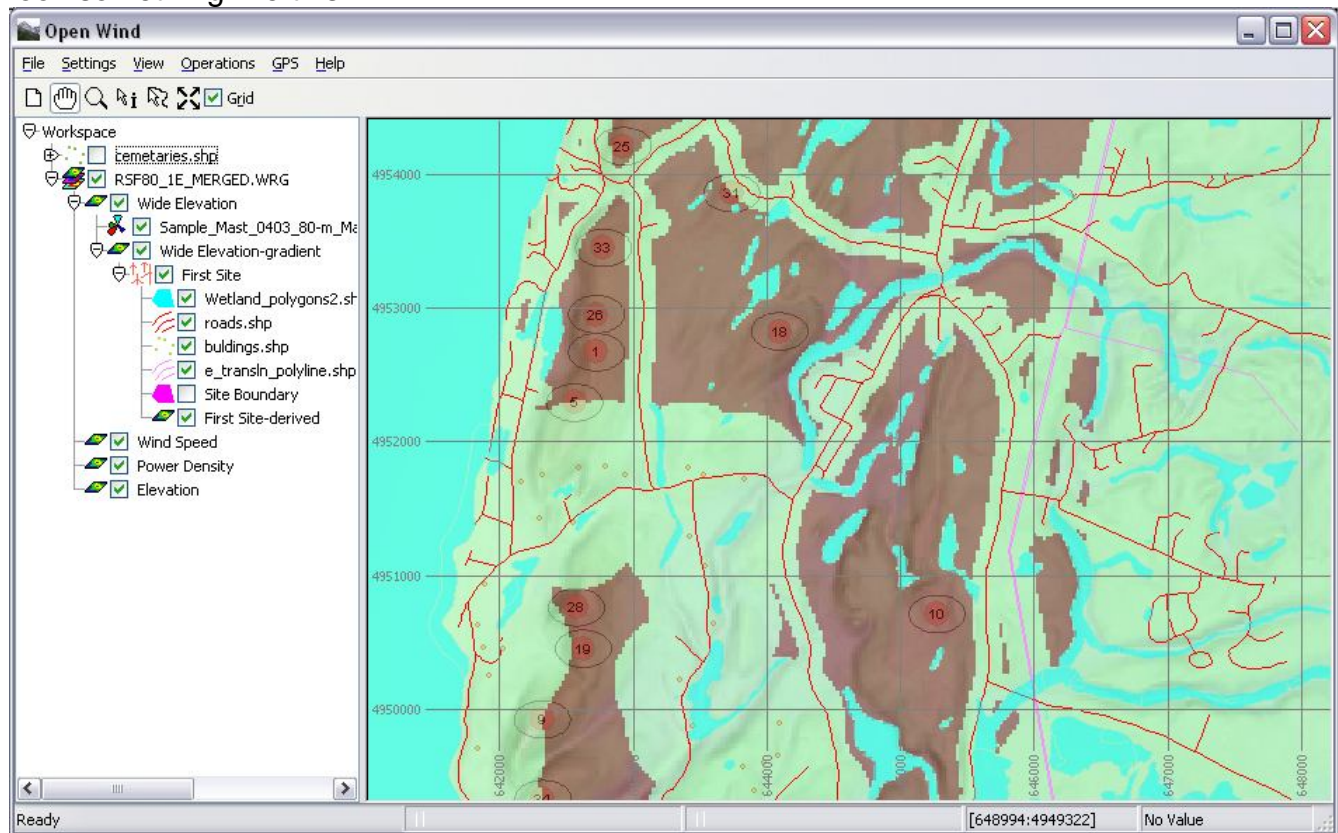 Open Wind
File Settings View Operations GPS Help
Grid
Workspace
cemetaries.shp
RSF80_1E_MERGED.WRG
Wide Elevation
Sample_Mast_0403_80-m_Ma
Wide Elevation-gradient
First Site
Wetland_polygons2.sh
roads.shp
buldings.shp
e_transln_polyline.shp
Site Boundary
First Site-derived
Wind Speed
Power Density
Elevation
25
4954000
31
33
4953000
26
18
1
5
4952000
4951000
28
10
19
4950000
9
642000
644000
646000
647000
648000
Ready
[648994:4949322]
No Value